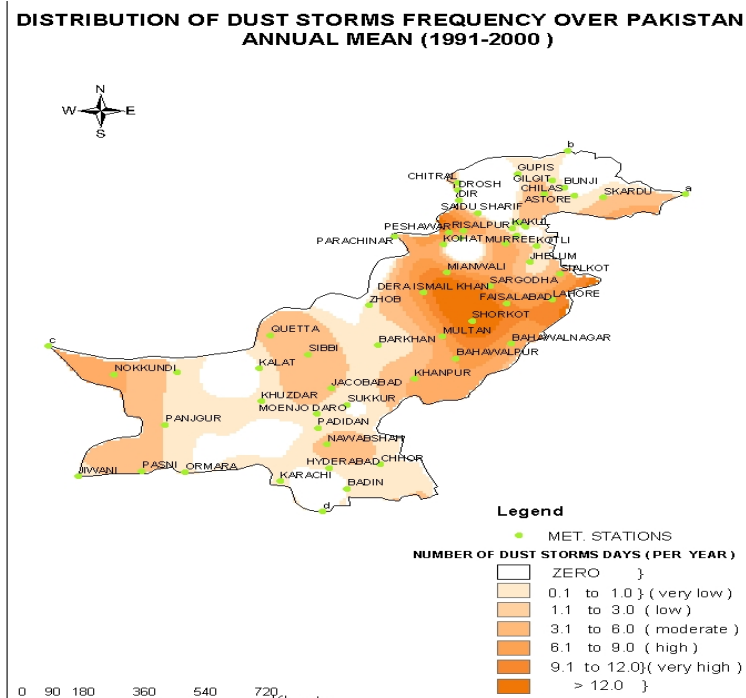 DISTRIBUTION OF DUST STORMS FREQUENCY OVER PAKISTAN
ANNUAL MEAN (1991-2000 )
N
W E
S
b
GUPIS
CHITRAL GILGIT BUNJI
DROSH
DIR CHILAS SKARDU a
ASTORE
SAIDU SHARIF
PESHAWAR RISALPUR KAKUL
PARACHINAR KOHAT MURREE KOTLI
JHELUM
MIANWALI SIALKOT
DERA ISMAIL KHAN SARGODHA
ZHOB FAISALABAD LAHORE
SHORKOT
QUETTA MULTAN
c SIBBI BARKHAN BAHAWALNAGAR
BAHAWALPUR
NOKKUNDI KALAT
KHANPUR
JACOBABAD
KHUZDAR SUKKUR
MOENJO DARO
PANJGUR PADIDAN
NAWABSHAH
JIWANI PASNI ORMARA HYDERABAD CHHOR
KARACHI BADIN
d
Legend
MET. STATIONS
NUMBER OF DUST STORMS DAYS ( PER YEAR )
ZERO }
0.1 to 1.0 } ( very low )
1.1 to 3.0 ( low )
3.1 to 6.0 ( moderate )
6.1 to 9.0 ( high )
9.1 to 12.0}( very high )
> 12.0 }
0 90 180 360 540 720